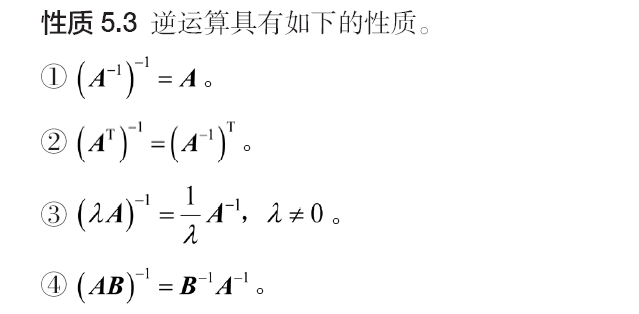 性质 5.3 逆运算具有如下的性质。
① (A⁻¹)⁻¹ = A 。
② (Aᵀ)⁻¹ = (A⁻¹)ᵀ 。
③ (λA)⁻¹ = \frac{1}{λ} A⁻¹, λ ≠ 0 。
④ (AB)⁻¹ = B⁻¹A⁻¹ 。